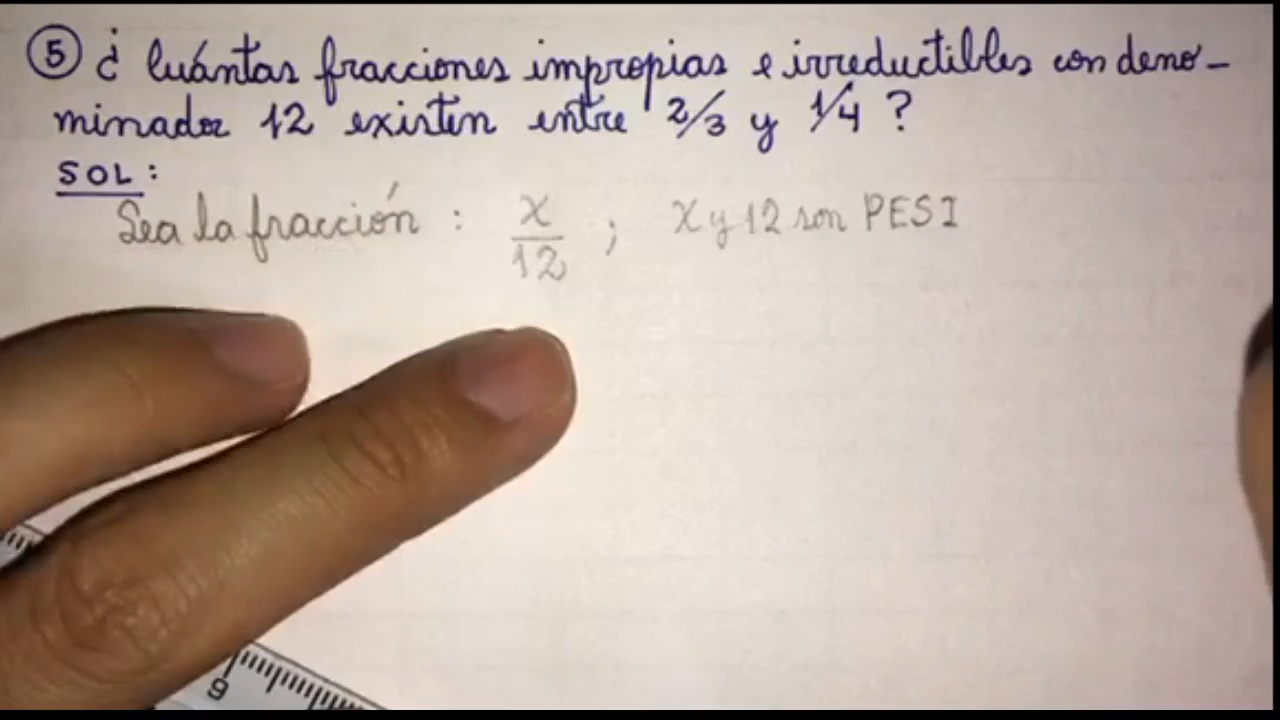 ⑤ ¿ Cuántas fracciones impropias e irreductibles con deno-
minador 12 existen entre 2/3 y 1/4 ?
SOL:
Sea la fracción : x/12 ; x y 12 son PESI
9